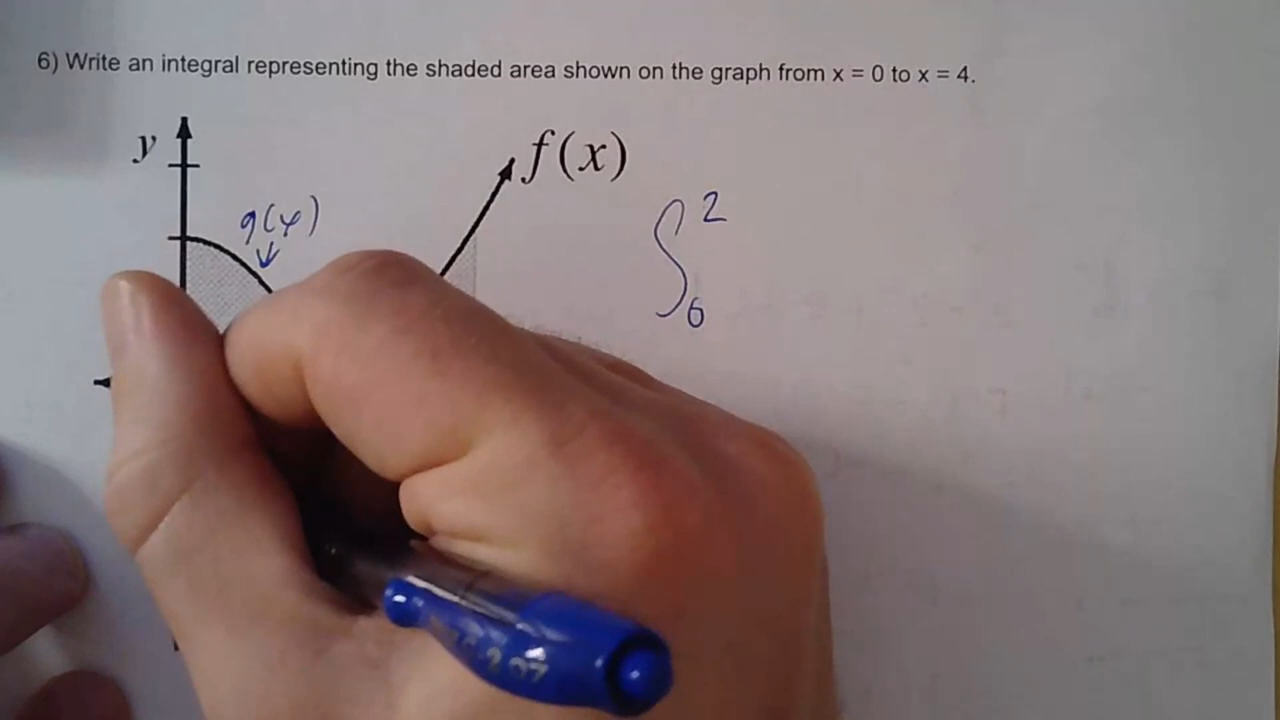 6) Write an integral representing the shaded area shown on the graph from x = 0 to x = 4.
y
f(x)
g(x)
∫ 2
0